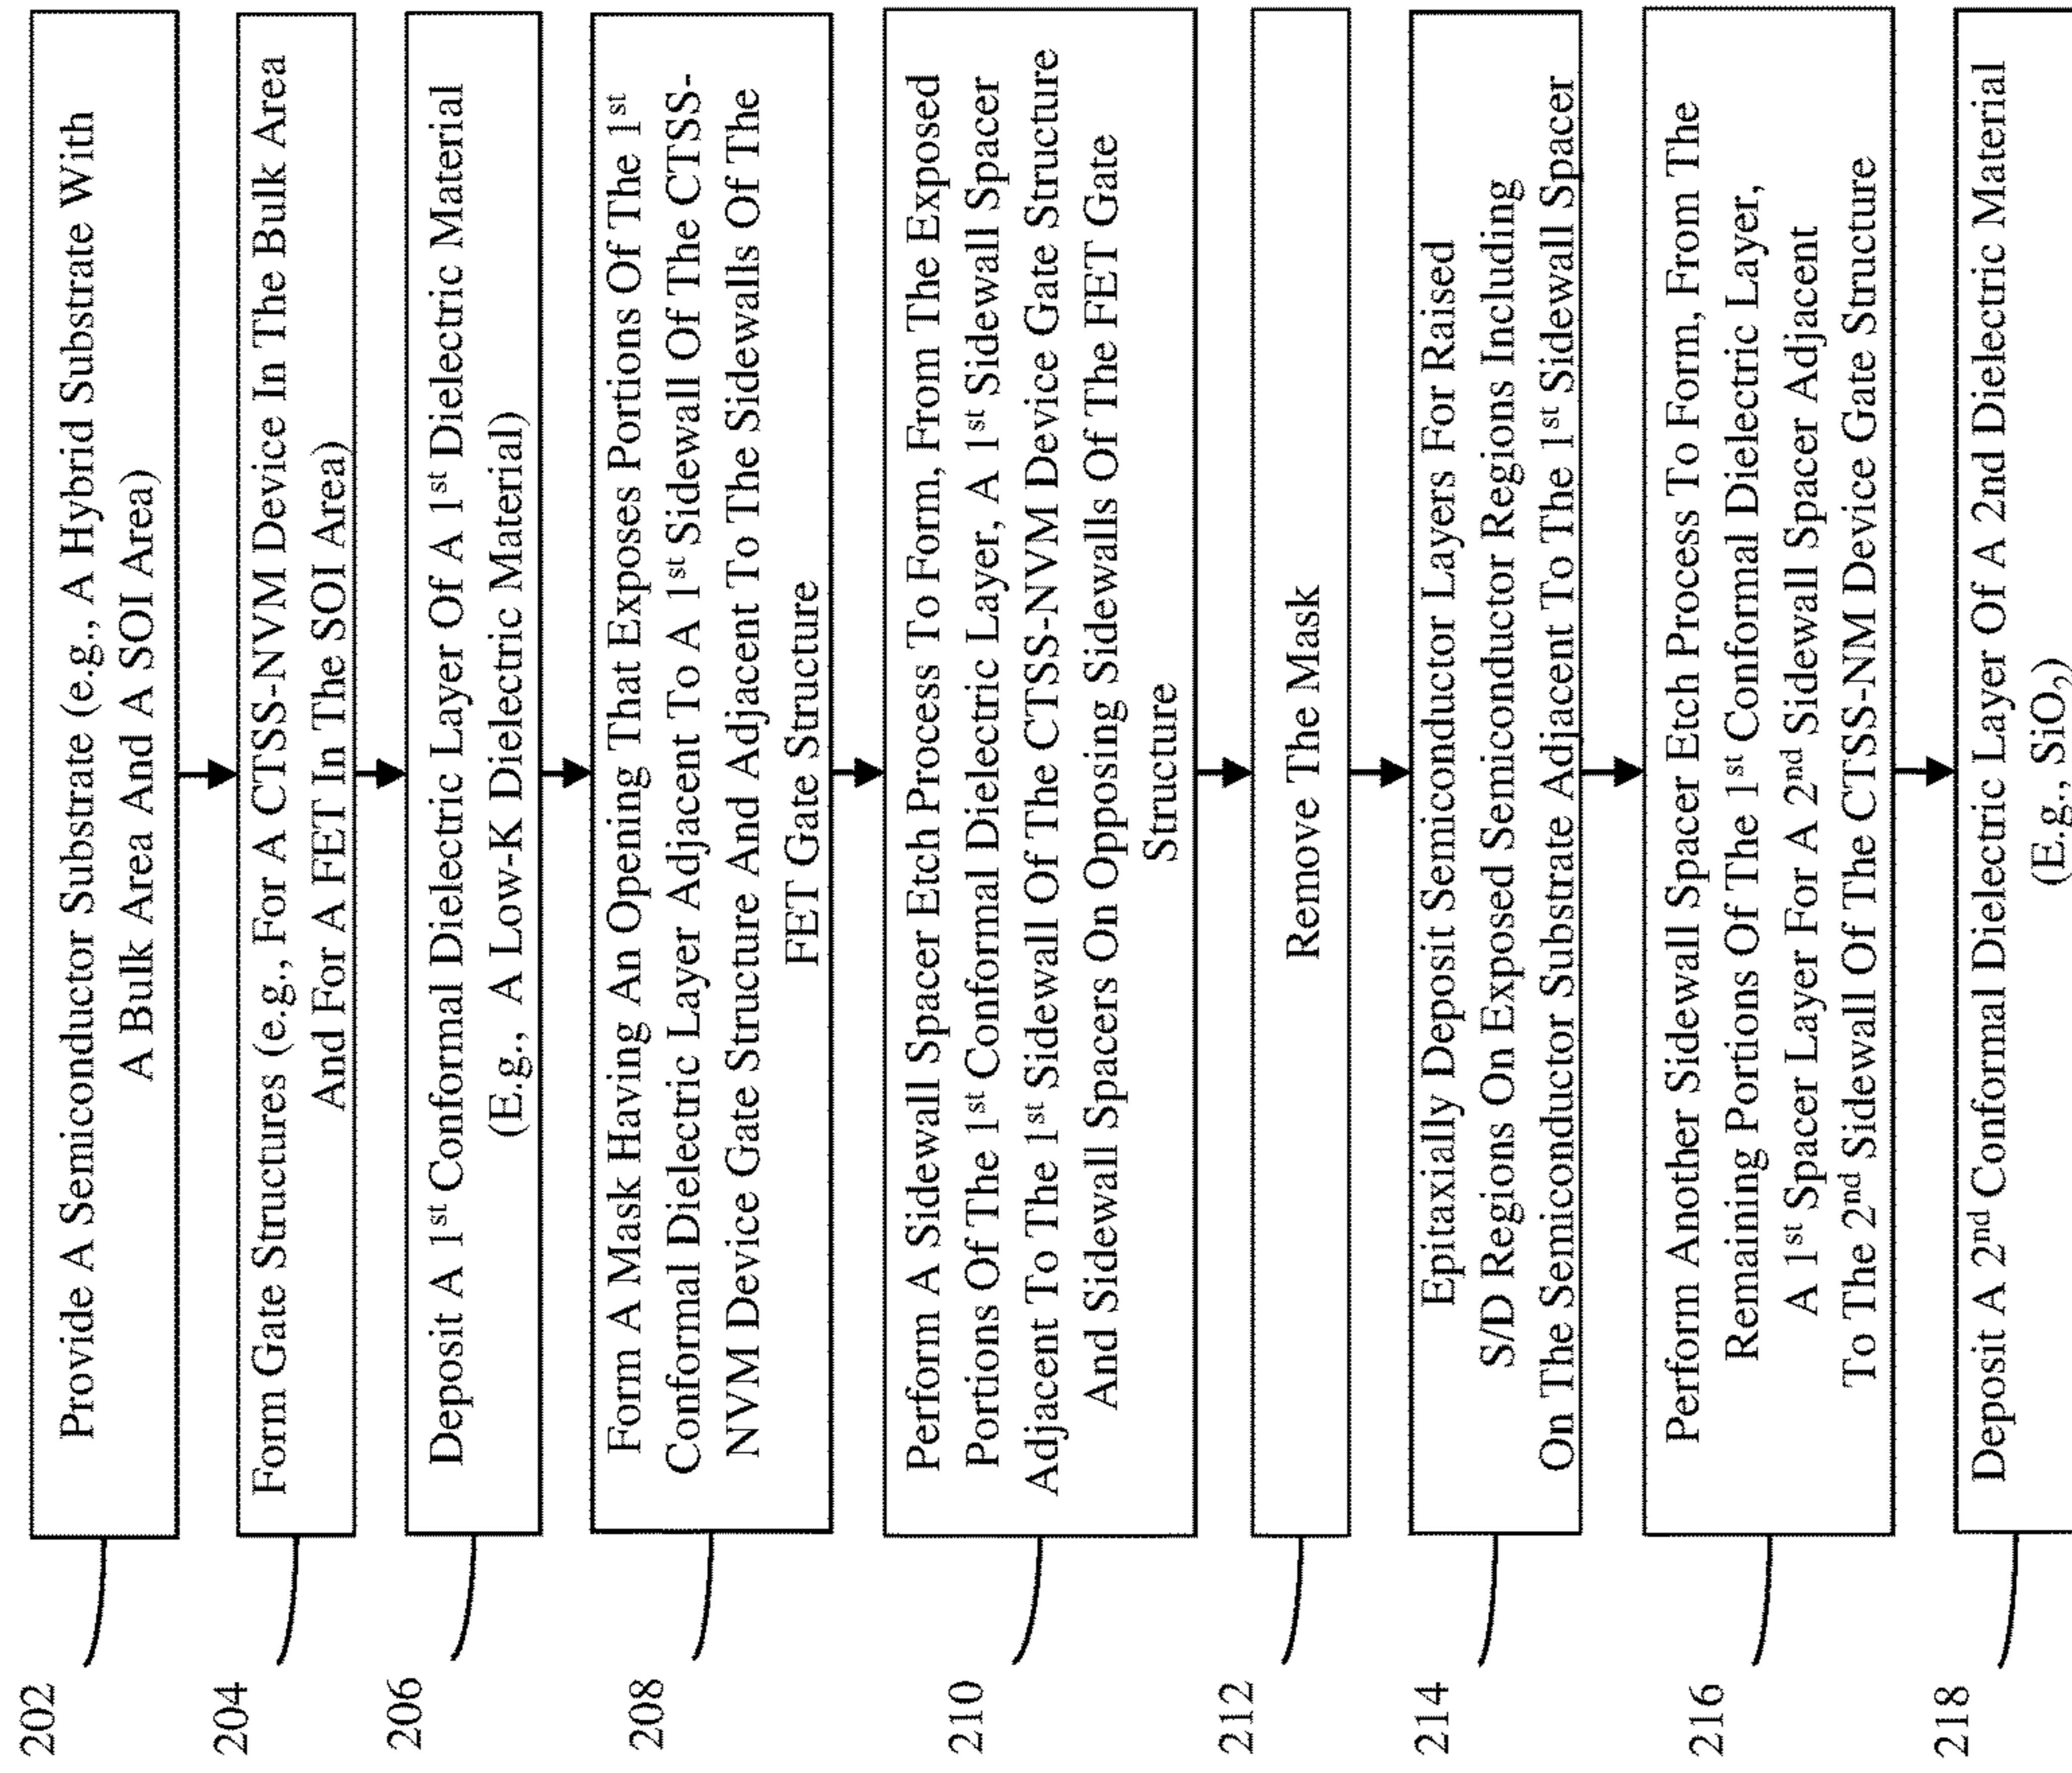 202
Provide A Semiconductor Substrate (e.g., A Hybrid Substrate With
A Bulk Area And A SOI Area)
204
Form Gate Structures (e.g., For A CTSS-NVM Device In The Bulk Area
And For A FET In The SOI Area)
206
Deposit A 1st Conformal Dielectric Layer Of A 1st Dielectric Material
(E.g., A Low-K Dielectric Material)
208
Form A Mask Having An Opening That Exposes Portions Of The 1st
Conformal Dielectric Layer Adjacent To A 1st Sidewall Of The CTSS-
NVM Device Gate Structure And Adjacent To The Sidewalls Of The
FET Gate Structure
210
Perform A Sidewall Spacer Etch Process To Form, From The Exposed
Portions Of The 1st Conformal Dielectric Layer, A 1st Sidewall Spacer
Adjacent To The 1st Sidewall Of The CTSS-NVM Device Gate Structure
And Sidewall Spacers On Opposing Sidewalls Of The FET Gate
Structure
212
Remove The Mask
214
Epitaxially Deposit Semiconductor Layers For Raised
S/D Regions On Exposed Semiconductor Regions Including
On The Semiconductor Substrate Adjacent To The 1st Sidewall Spacer
216
Perform Another Sidewall Spacer Etch Process To Form, From The
Remaining Portions Of The 1st Conformal Dielectric Layer,
A 1st Spacer Layer For A 2nd Sidewall Spacer Adjacent
To The 2nd Sidewall Of The CTSS-NM Device Gate Structure
218
Deposit A 2nd Conformal Dielectric Layer Of A 2nd Dielectric Material
(E.g., SiO2)